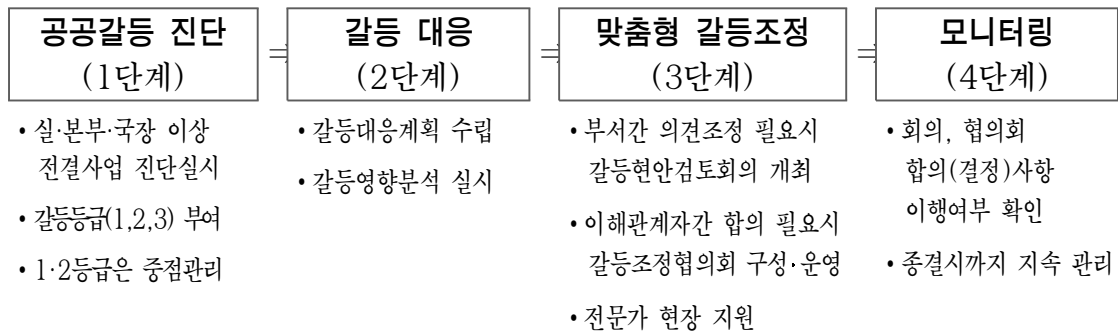 공공갈등 진단
(1단계)
⇒
갈등 대응
(2단계)
⇒
맞춤형 갈등조정
(3단계)
⇒
모니터링
(4단계)
• 실·본부·국장 이상
전결사업 진단실시
• 갈등등급(1,2,3) 부여
• 1·2등급은 중점관리
• 갈등대응계획 수립
• 갈등영향분석 실시
• 부서간 의견조정 필요시
갈등현안검토회의 개최
• 이해관계자간 합의 필요시
갈등조정협의회 구성·운영
• 전문가 현장 지원
• 회의, 협의회
합의(결정)사항
이행여부 확인
• 종결시까지 지속 관리